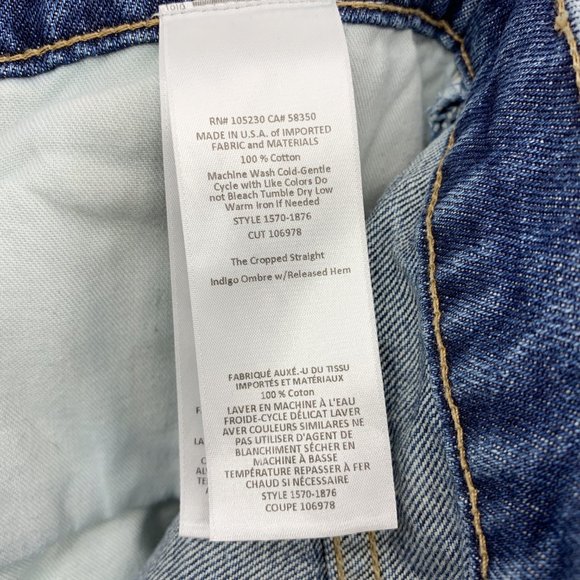 RN# 105230 CA# 58350
MADE IN U.S.A. of IMPORTED
FABRIC and MATERIALS
100 % Cotton
Machine Wash Cold-Gentle
Cycle with Like Colors Do
not Bleach Tumble Dry Low
Warm Iron if Needed
STYLE 1570-1876
CUT 106978
The Cropped Straight
Indigo Ombre w/Released Hem
FABRIQUÉ AUXÉ.-U DU TISSU
IMPORTÉS ET MATÉRIAUX
100 % Coton
LAVER EN MACHINE À L'EAU
FROIDE-CYCLE DÉLICAT LAVER
AVER COULEURS SIMILAIRES NE
PAS UTILISER D'AGENT DE
BLANCHIMENT SÉCHER EN
MACHINE À BASSE
TEMPÉRATURE REPASSER À FER
CHAUD SI NÉCESSAIREZ
STYLE 1570-1876
COUPE 106978